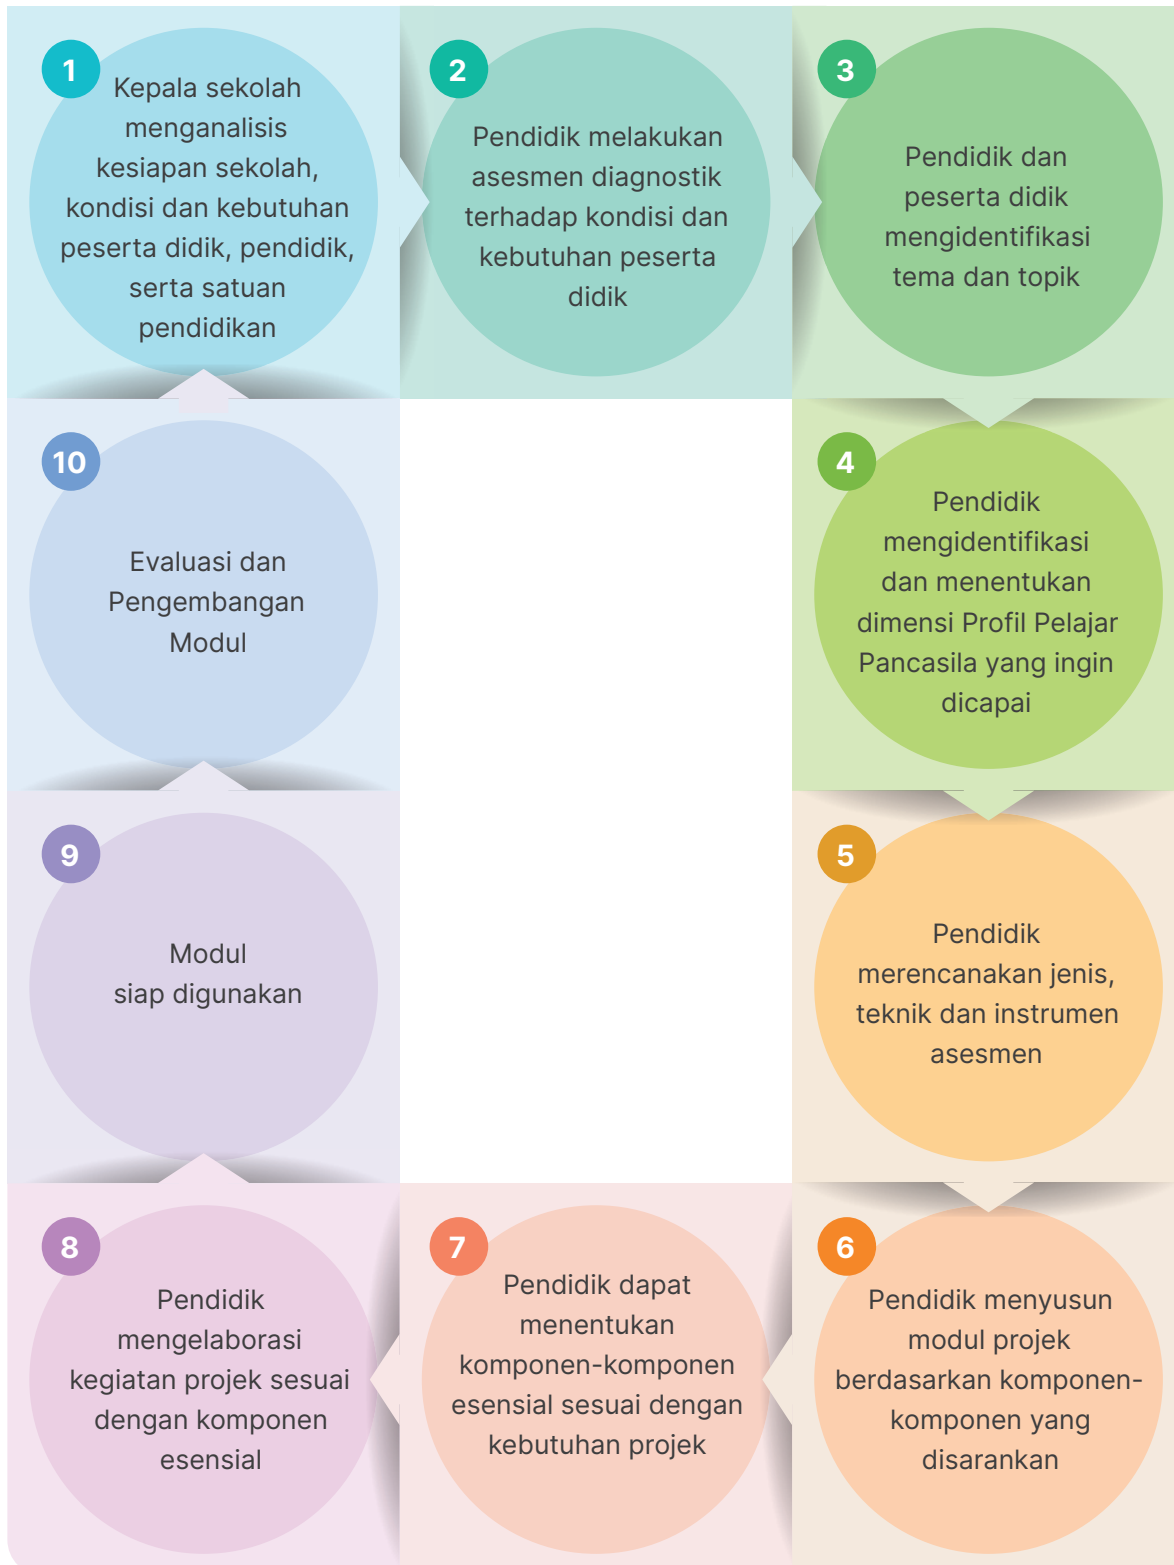 1
Kepala sekolah
menganalisis
kesiapan sekolah,
kondisi dan kebutuhan
peserta didik, pendidik,
serta satuan
pendidikan
2
Pendidik melakukan
asesmen diagnostik
terhadap kondisi dan
kebutuhan peserta
didik
3
Pendidik dan
peserta didik
mengidentifikasi
tema dan topik
4
Pendidik
mengidentifikasi
dan menentukan
dimensi Profil Pelajar
Pancasila yang ingin
dicapai
5
Pendidik
merencanakan jenis,
teknik dan instrumen
asesmen
6
Pendidik menyusun
modul projek
berdasarkan komponen-
komponen yang
disarankan
7
Pendidik dapat
menentukan
komponen-komponen
esensial sesuai dengan
kebutuhan projek
8
Pendidik
mengelaborasi
kegiatan projek sesuai
dengan komponen
esensial
9
Modul
siap digunakan
10
Evaluasi dan
Pengembangan
Modul